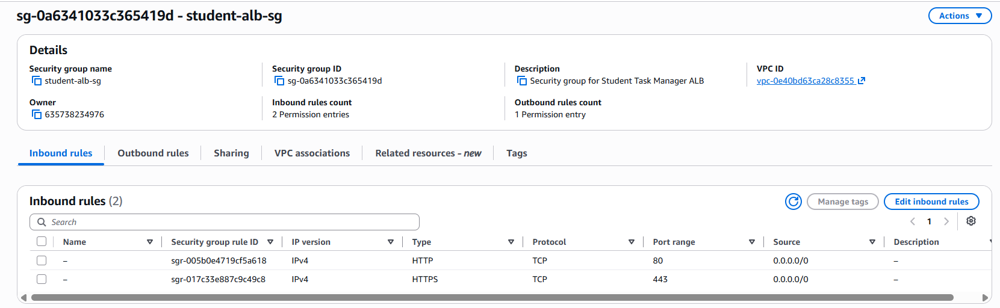 sg-0a6341033c365419d - student-alb-sg
Actions
Details
Security group name
student-alb-sg
Security group ID
sg-0a6341033c365419d
Description
Security group for Student Task Manager ALB
VPC ID
vpc-0e40bd63ca28c8355
Owner
635738234976
Inbound rules count
2 Permission entries
Outbound rules count
1 Permission entry
Inbound rules Outbound rules Sharing VPC associations Related resources - new Tags
Inbound rules (2)
Manage tags
Edit inbound rules
Search
1
Name Security group rule ID IP version Type Protocol Port range Source Description
– sgr-005b0e4719cf5a618 IPv4 HTTP TCP 80 0.0.0.0/0 –
– sgr-017c33e887c9c49c8 IPv4 HTTPS TCP 443 0.0.0.0/0 –